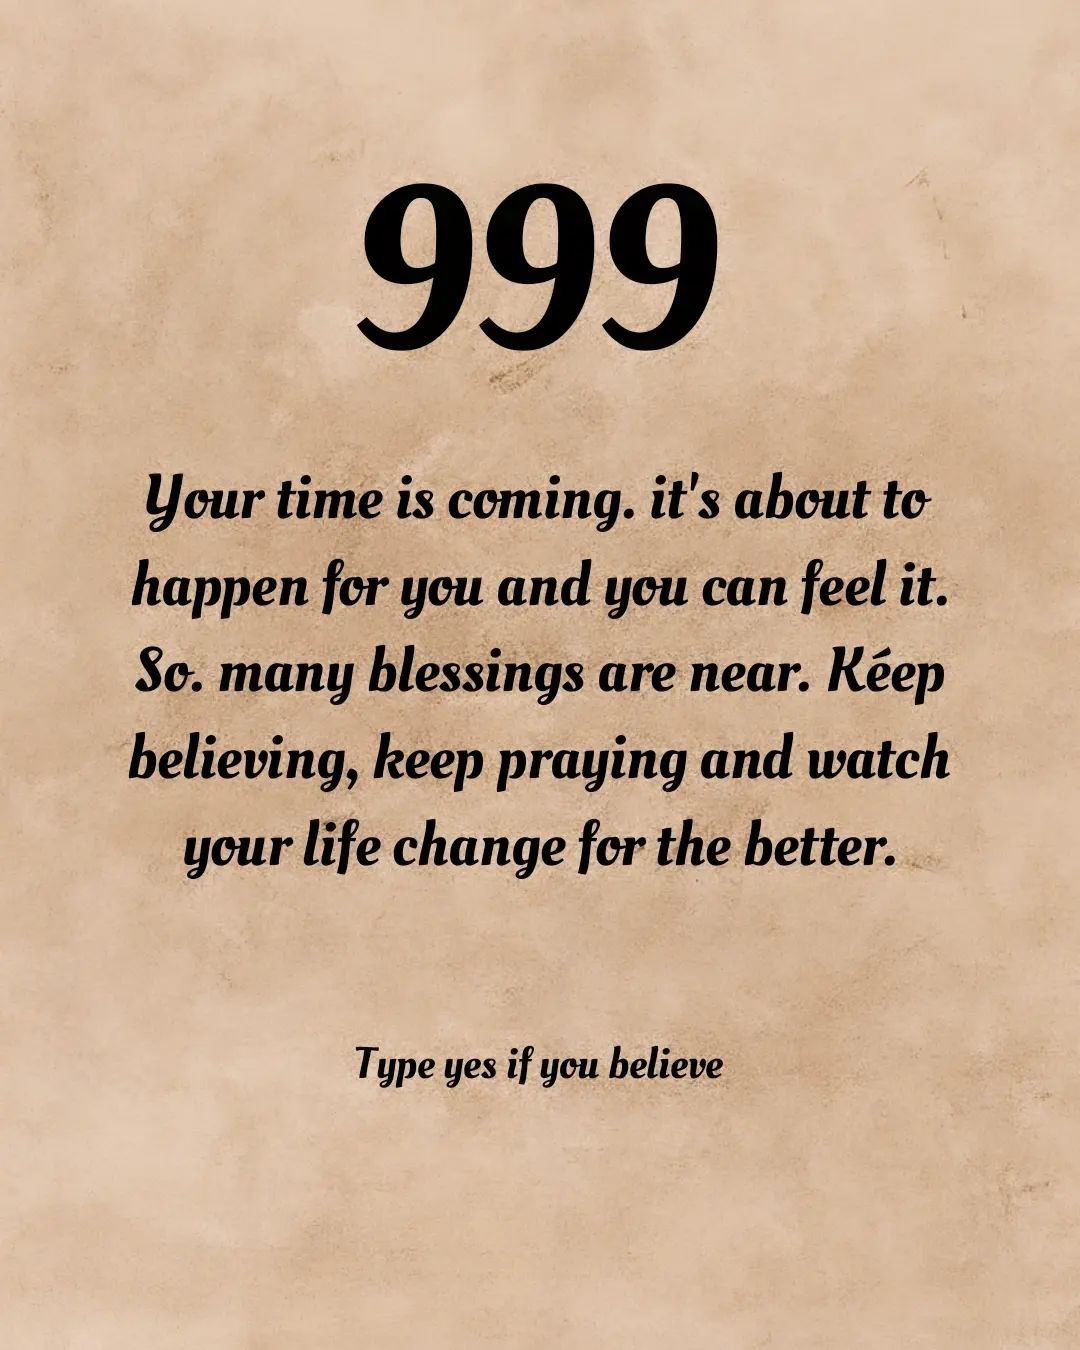 999
Your time is coming. it's about to
happen for you and you can feel it.
So. many blessings are near. Kéep
believing, keep praying and watch
your life change for the better.
Type yes if you believe